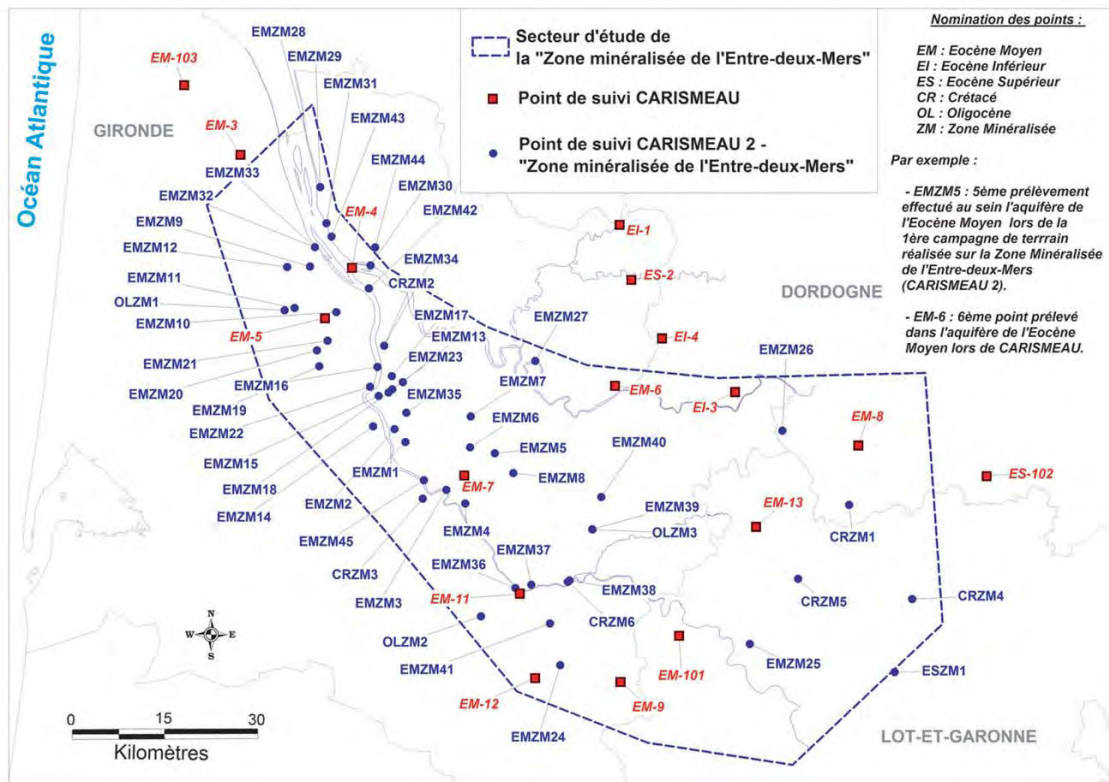 Océan Atlantique
GIRONDE
DORDOGNE
LOT-ET-GARONNE
Secteur d'étude de
la "Zone minéralisée de l'Entre-deux-Mers"
Point de suivi CARISMEAU
Point de suivi CARISMEAU 2 -
"Zone minéralisée de l'Entre-deux-Mers"
Nomination des points :
EM : Eocène Moyen
EI : Eocène Inférieur
ES : Eocène Supérieur
CR : Crétacé
OL : Oligocène
ZM : Zone Minéralisée
Par exemple :
- EMZM5 : 5ème prélèvement
effectué au sein l'aquifère de
l'Eocène Moyen lors de la
1ère campagne de terrrain
réalisée sur la Zone Minéralisée
de l'Entre-deux-Mers
(CARISMEAU 2).
- EM-6 : 6ème point prélevé
dans l'aquifère de l'Eocène
Moyen lors de CARISMEAU.
EMZM28
EMZM29
EM-103
EMZM31
EMZM43
EM-3
EMZM44
EMZM33
EMZM30
EMZM32
EM-4
EMZM42
EMZM9
EI-1
EMZM12
EMZM34
EMZM11
CRZM2
ES-2
OLZM1
EMZM17
EMZM10
EMZM13
EM-5
EMZM27
EI-4
EMZM21
EMZM23
EMZM26
EMZM16
EMZM7
EMZM20
EMZM35
EM-6
EI-3
EMZM19
EMZM6
EM-8
EMZM22
EMZM5
EMZM40
EMZM15
EMZM1
EMZM8
ES-102
EMZM18
EM-7
EMZM2
EMZM14
EM-13
EMZM39
EMZM4
OLZM3
CRZM1
EMZM45
EMZM37
CRZM3
EMZM36
EMZM38
EMZM3
EM-11
CRZM5
CRZM4
CRZM6
OLZM2
EMZM41
EMZM25
EM-101
ESZM1
EM-12
EM-9
EMZM24
N
W E
S
0 15 30
Kilomètres